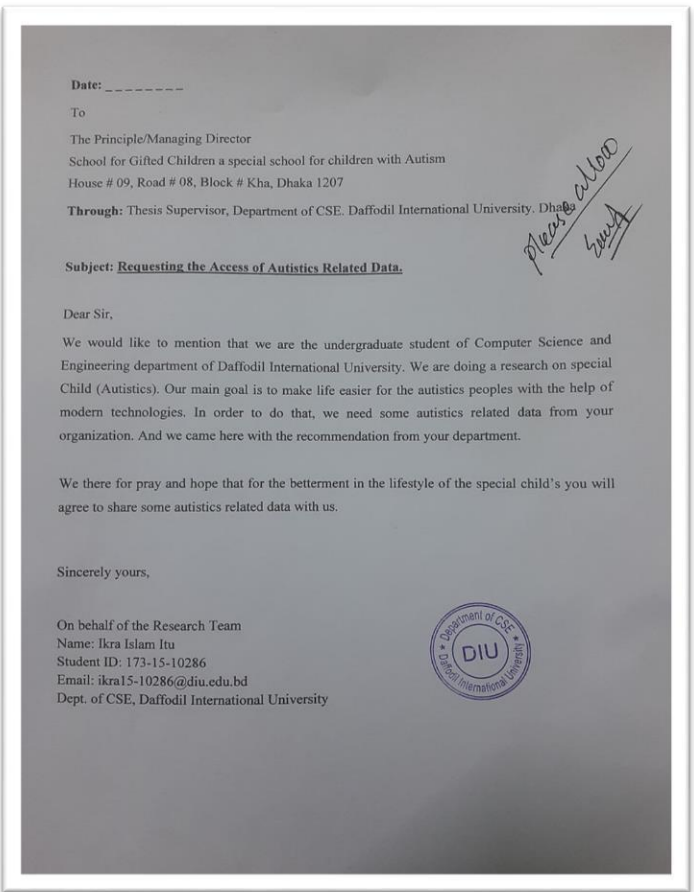 Date: _ _ _ _ _ _ _ _
To
The Principle/Managing Director
School for Gifted Children a special school for children with Autism
House # 09, Road # 08, Block # Kha, Dhaka 1207
Through: Thesis Supervisor, Department of CSE. Daffodil International University. Dhaka
please allow
Subject: Requesting the Access of Autistics Related Data.
Dear Sir,
We would like to mention that we are the undergraduate student of Computer Science and
Engineering department of Daffodil International University. We are doing a research on special
Child (Autistics). Our main goal is to make life easier for the autistics peoples with the help of
modern technologies. In order to do that, we need some autistics related data from your
organization. And we came here with the recommendation from your department.
We there for pray and hope that for the betterment in the lifestyle of the special child's you will
agree to share some autistics related data with us.
Sincerely yours,
On behalf of the Research Team
Name: Ikra Islam Itu
Student ID: 173-15-10286
Email: ikra15-10286@diu.edu.bd
Dept. of CSE, Daffodil International University
Department of CSE
DIU
Daffodil International University